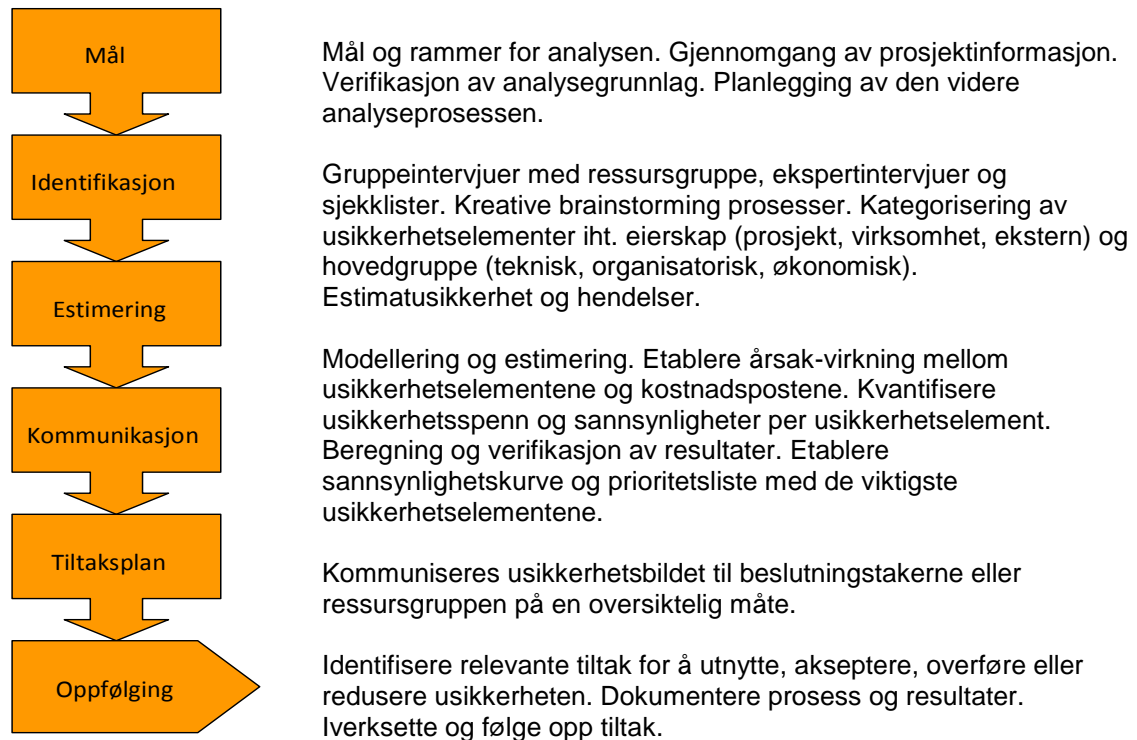 Mål
Mål og rammer for analysen. Gjennomgang av prosjektinformasjon.
Verifikasjon av analysegrunnlag. Planlegging av den videre
analyseprosessen.
Identifikasjon
Gruppeintervjuer med ressursgruppe, ekspertintervjuer og
sjekklister. Kreative brainstorming prosesser. Kategorisering av
usikkerhetselementer iht. eierskap (prosjekt, virksomhet, ekstern) og
hovedgruppe (teknisk, organisatorisk, økonomisk).
Estimatusikkerhet og hendelser.
Estimering
Modellering og estimering. Etablere årsak-virkning mellom
usikkerhetselementene og kostnadspostene. Kvantifisere
usikkerhetsspenn og sannsynligheter per usikkerhetselement.
Beregning og verifikasjon av resultater. Etablere
sannsynlighetskurve og prioritetsliste med de viktigste
usikkerhetselementene.
Kommunikasjon
Tiltaksplan
Kommuniseres usikkerhetsbildet til beslutningstakerne eller
ressursgruppen på en oversiktelig måte.
Oppfølging
Identifisere relevante tiltak for å utnytte, akseptere, overføre eller
redusere usikkerheten. Dokumentere prosess og resultater.
Iverksette og følge opp tiltak.